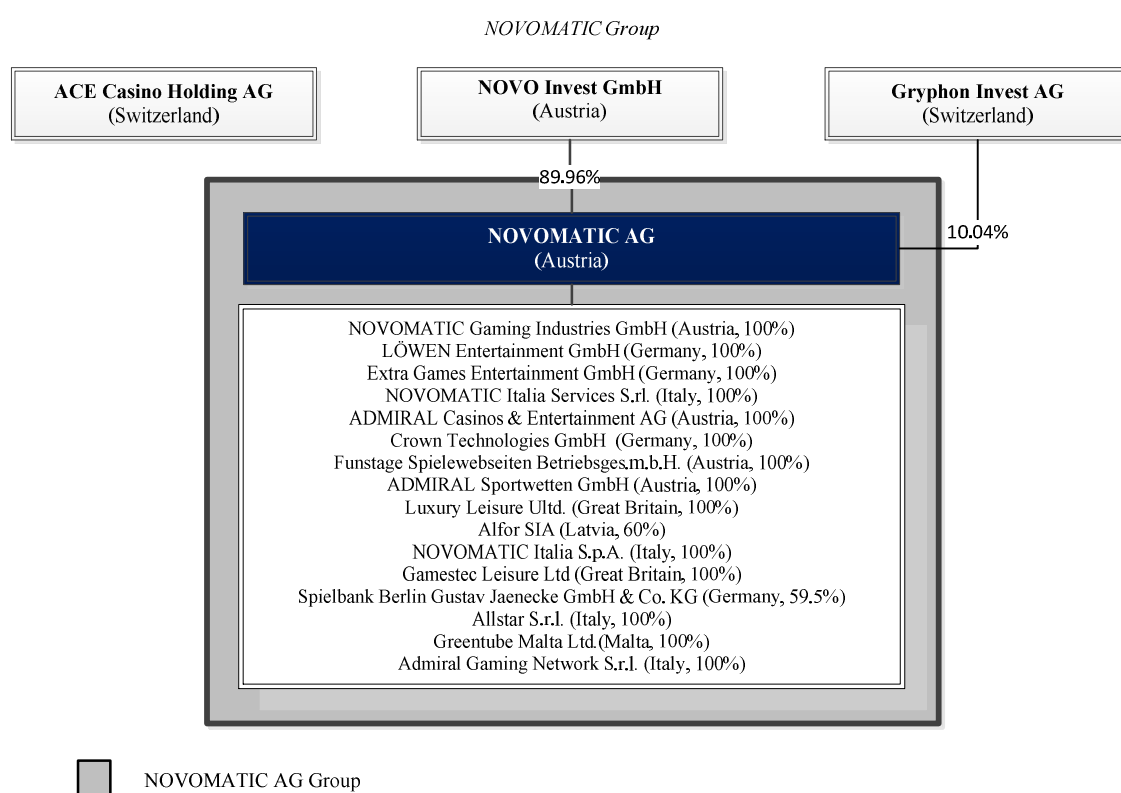 NOVOMATIC Group
ACE Casino Holding AG
(Switzerland)
NOVO Invest GmbH
(Austria)
Gryphon Invest AG
(Switzerland)
89.96%
10.04%
NOVOMATIC AG
(Austria)
NOVOMATIC Gaming Industries GmbH (Austria, 100%)
LÖWEN Entertainment GmbH (Germany, 100%)
Extra Games Entertainment GmbH (Germany, 100%)
NOVOMATIC Italia Services S.rl. (Italy, 100%)
ADMIRAL Casinos & Entertainment AG (Austria, 100%)
Crown Technologies GmbH (Germany, 100%)
Funstage Spielewebseiten Betriebsges.m.b.H. (Austria, 100%)
ADMIRAL Sportwetten GmbH (Austria, 100%)
Luxury Leisure Ultd. (Great Britain, 100%)
Alfor SIA (Latvia, 60%)
NOVOMATIC Italia S.p.A. (Italy, 100%)
Gamestec Leisure Ltd (Great Britain, 100%)
Spielbank Berlin Gustav Jaenecke GmbH & Co. KG (Germany, 59.5%)
Allstar S.r.l. (Italy, 100%)
Greentube Malta Ltd.(Malta, 100%)
Admiral Gaming Network S.r.l. (Italy, 100%)
NOVOMATIC AG Group